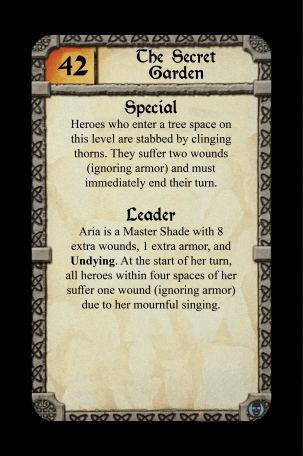 42
The Secret
Garden
Special
Heroes who enter a tree space on
this level are stabbed by clinging
thorns. They suffer two wounds
(ignoring armor) and must
immediately end their turn.
Leader
Aria is a Master Shade with 8
extra wounds, 1 extra armor, and
Undying. At the start of her turn,
all heroes within four spaces of her
suffer one wound (ignoring armor)
due to her mournful singing.